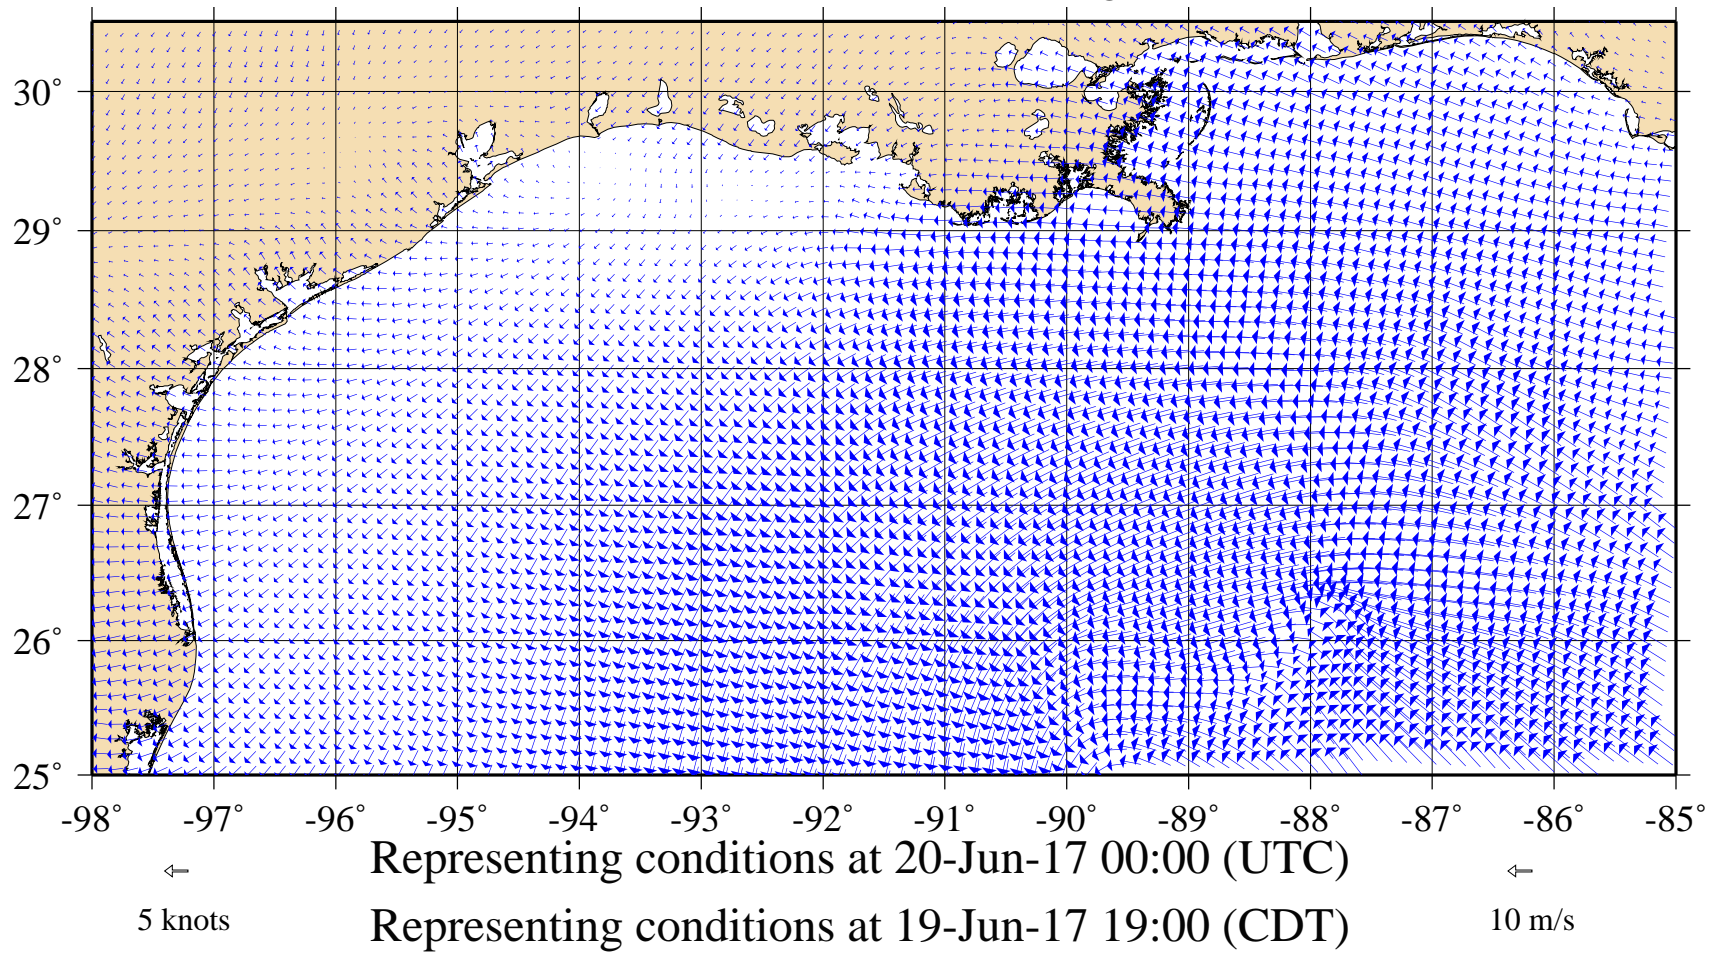 30°
29°
28°
27°
26°
25°
-98° -97° -96° -95° -94° -93° -92° -91° -90° -89° -88° -87° -86° -85°
Representing conditions at 20-Jun-17 00:00 (UTC)
5 knots
Representing conditions at 19-Jun-17 19:00 (CDT)
10 m/s